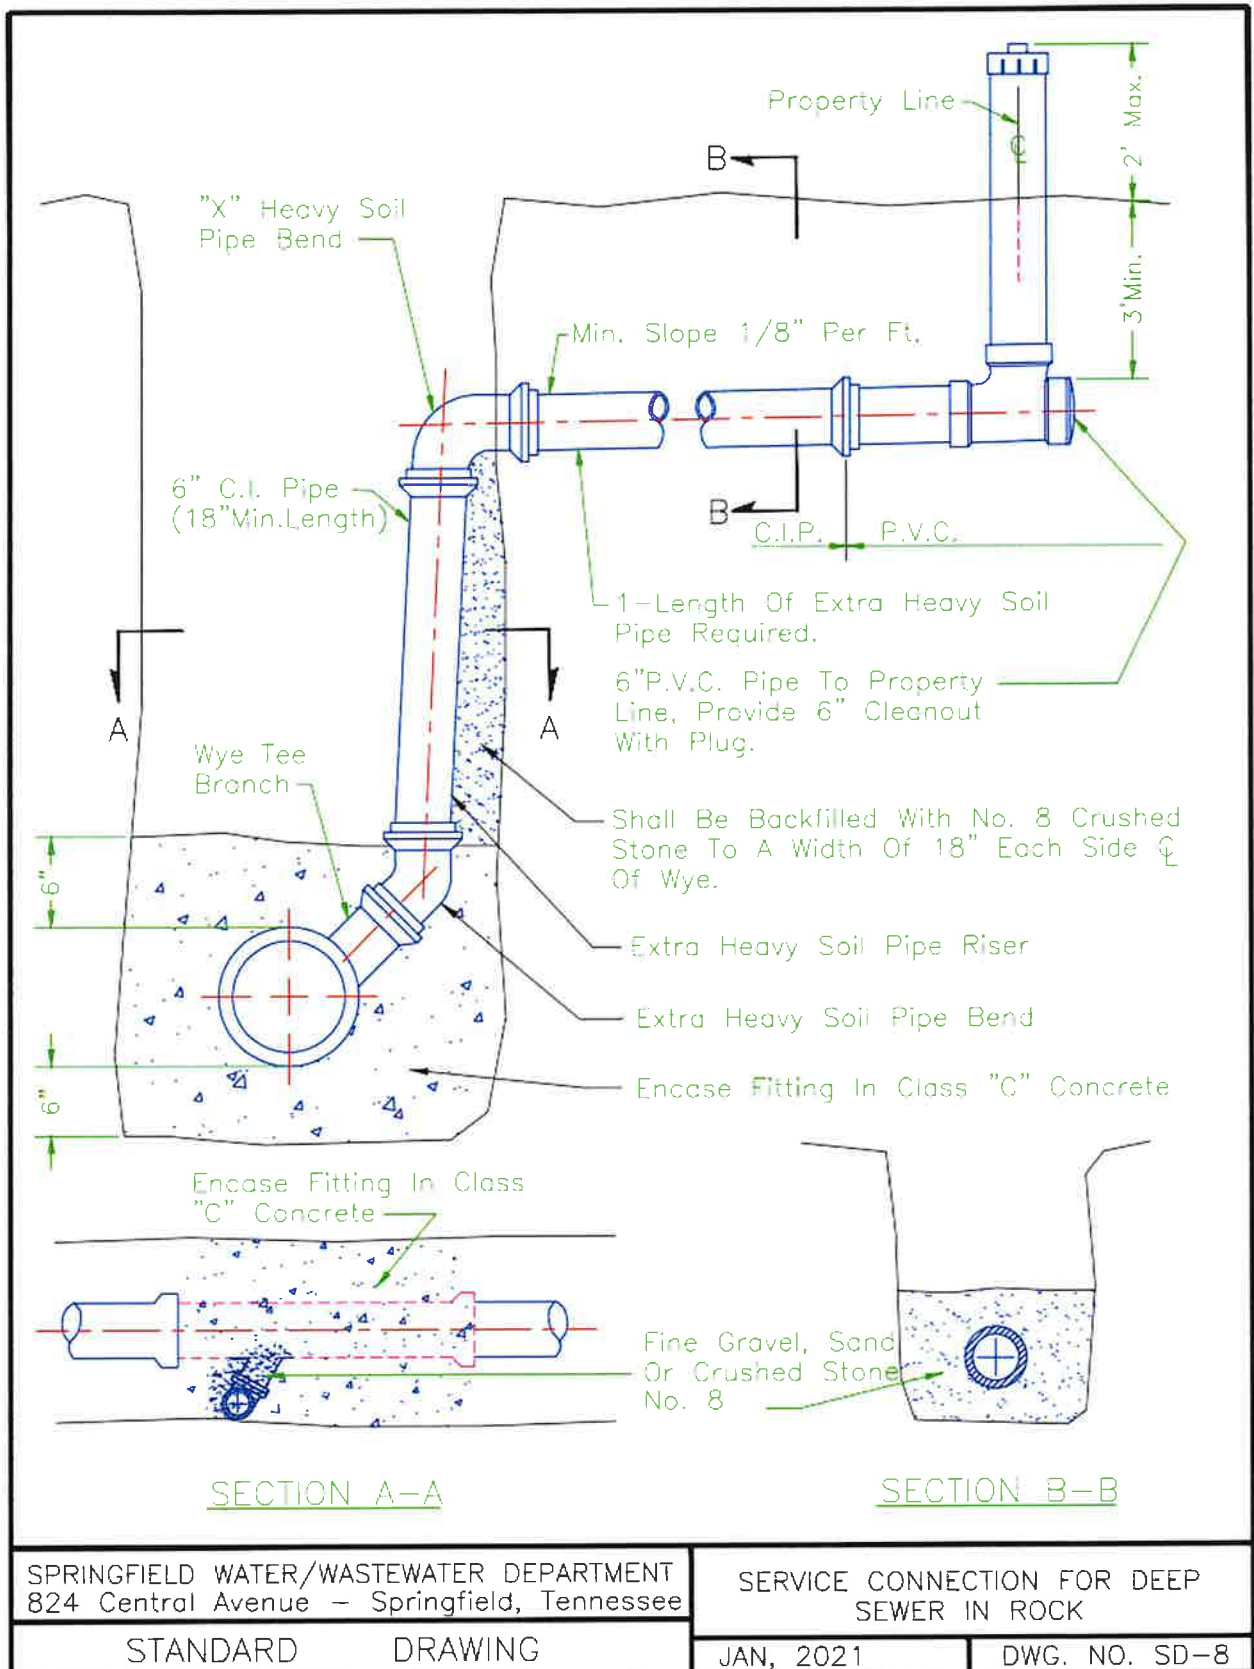 Property Line
2' Max.
B
"X" Heavy Soil
Pipe Bend
3'Min.
Min. Slope 1/8" Per Ft.
6" C.I. Pipe
(18"Min.Length)
B
C.I.P.
P.V.C.
1-Length Of Extra Heavy Soil
Pipe Required.
6"P.V.C. Pipe To Property
Line, Provide 6" Cleanout
With Plug.
A
A
Wye Tee
Branch
Shall Be Backfilled With No. 8 Crushed
Stone To A Width Of 18" Each Side ℄
Of Wye.
6"
Extra Heavy Soil Pipe Riser
Extra Heavy Soil Pipe Bend
6"
Encase Fitting In Class "C" Concrete
Encase Fitting In Class
"C" Concrete
Fine Gravel, Sand
Or Crushed Stone
No. 8
SECTION A-A
SECTION B-B
SPRINGFIELD WATER/WASTEWATER DEPARTMENT
824 Central Avenue – Springfield, Tennessee
STANDARD DRAWING
SERVICE CONNECTION FOR DEEP
SEWER IN ROCK
JAN, 2021
DWG. NO. SD-8